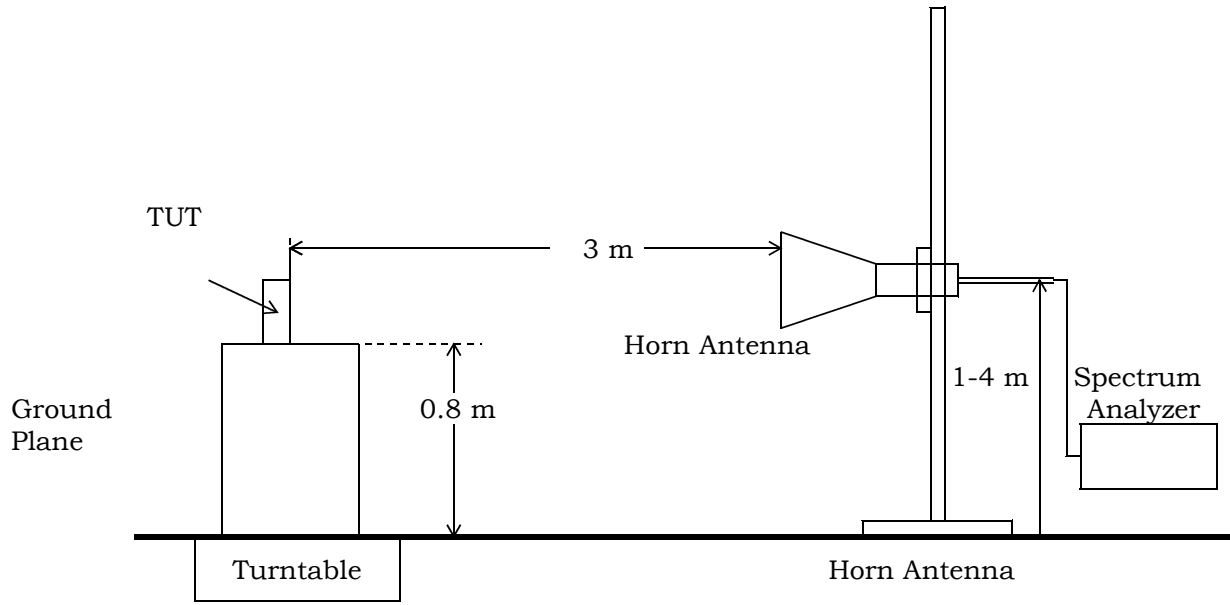 TUT
3 m
Horn Antenna
1-4 m
Spectrum
Analyzer
0.8 m
Ground
Plane
Turntable
Horn Antenna